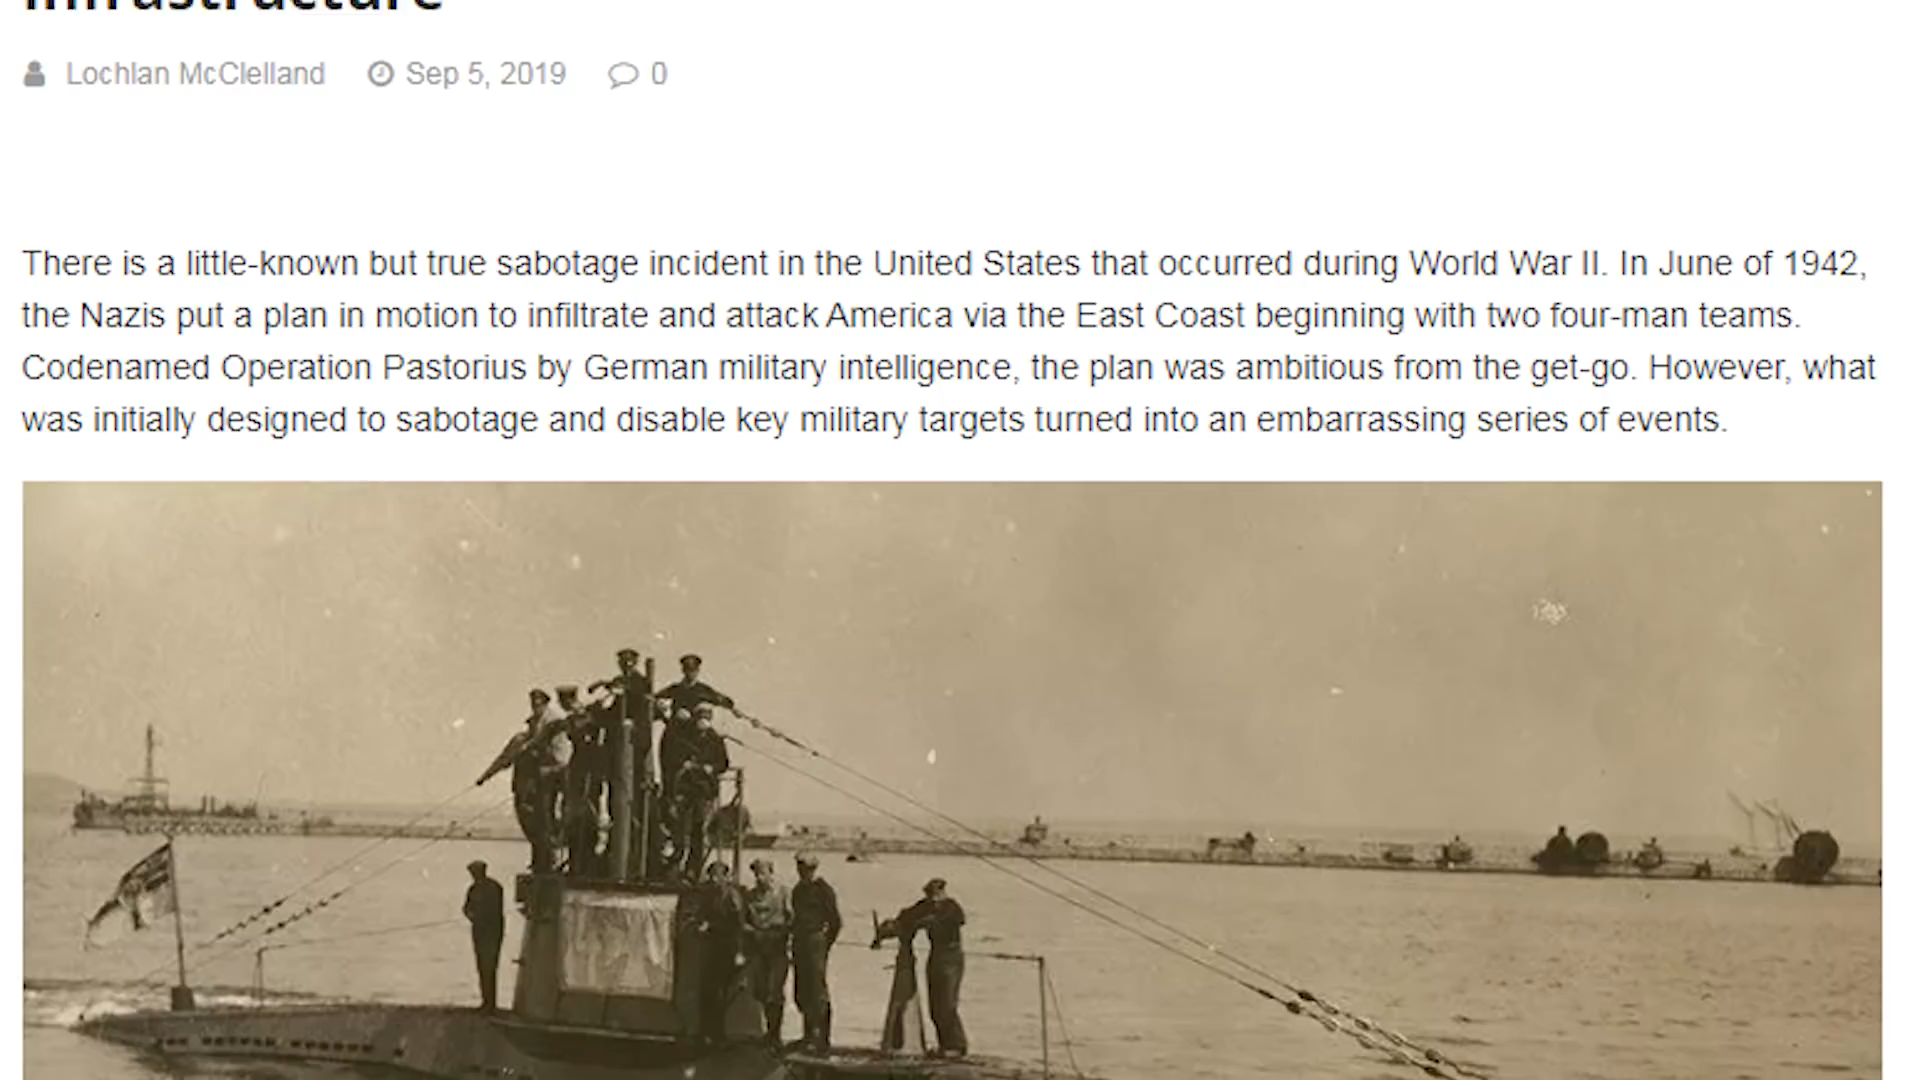 Infrastructure
Lochlan McClelland Sep 5, 2019 0
There is a little-known but true sabotage incident in the United States that occurred during World War II. In June of 1942,
the Nazis put a plan in motion to infiltrate and attack America via the East Coast beginning with two four-man teams.
Codenamed Operation Pastorius by German military intelligence, the plan was ambitious from the get-go. However, what
was initially designed to sabotage and disable key military targets turned into an embarrassing series of events.